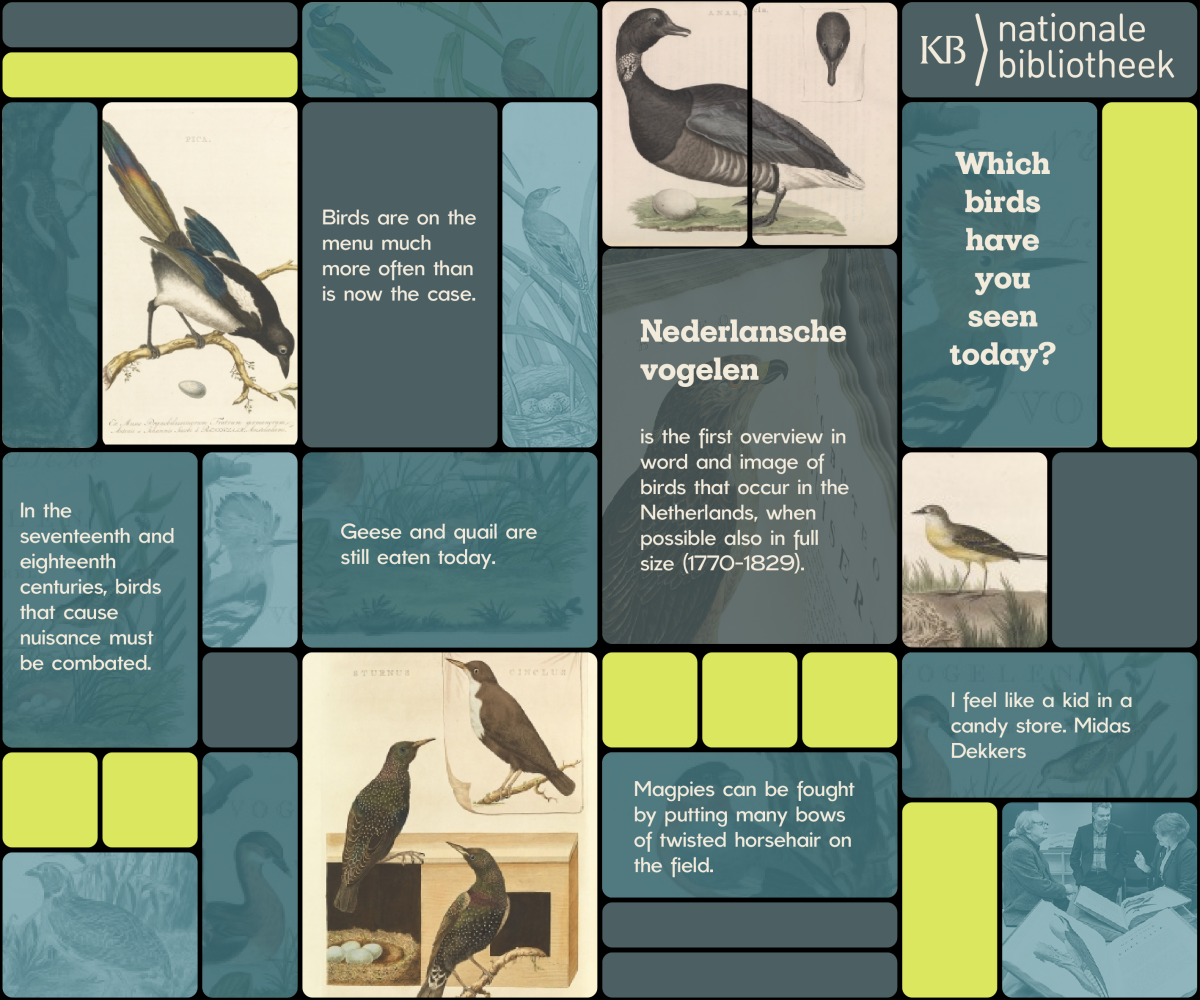 KB
nationale
bibliotheek
PICA.
Birds are on the
menu much
more often than
is now the case.
Which
birds
have
you
seen
today?
Nederlansche
vogelen
is the first overview in
word and image of
birds that occur in the
Netherlands, when
possible also in full
size (1770-1829).
In the
seventeenth and
eighteenth
centuries, birds
that cause
nuisance must
be combated.
Geese and quail are
still eaten today.
STURNUS
CINCLUS
I feel like a kid in a
candy store. Midas
Dekkers
Magpies can be fought
by putting many bows
of twisted horsehair on
the field.